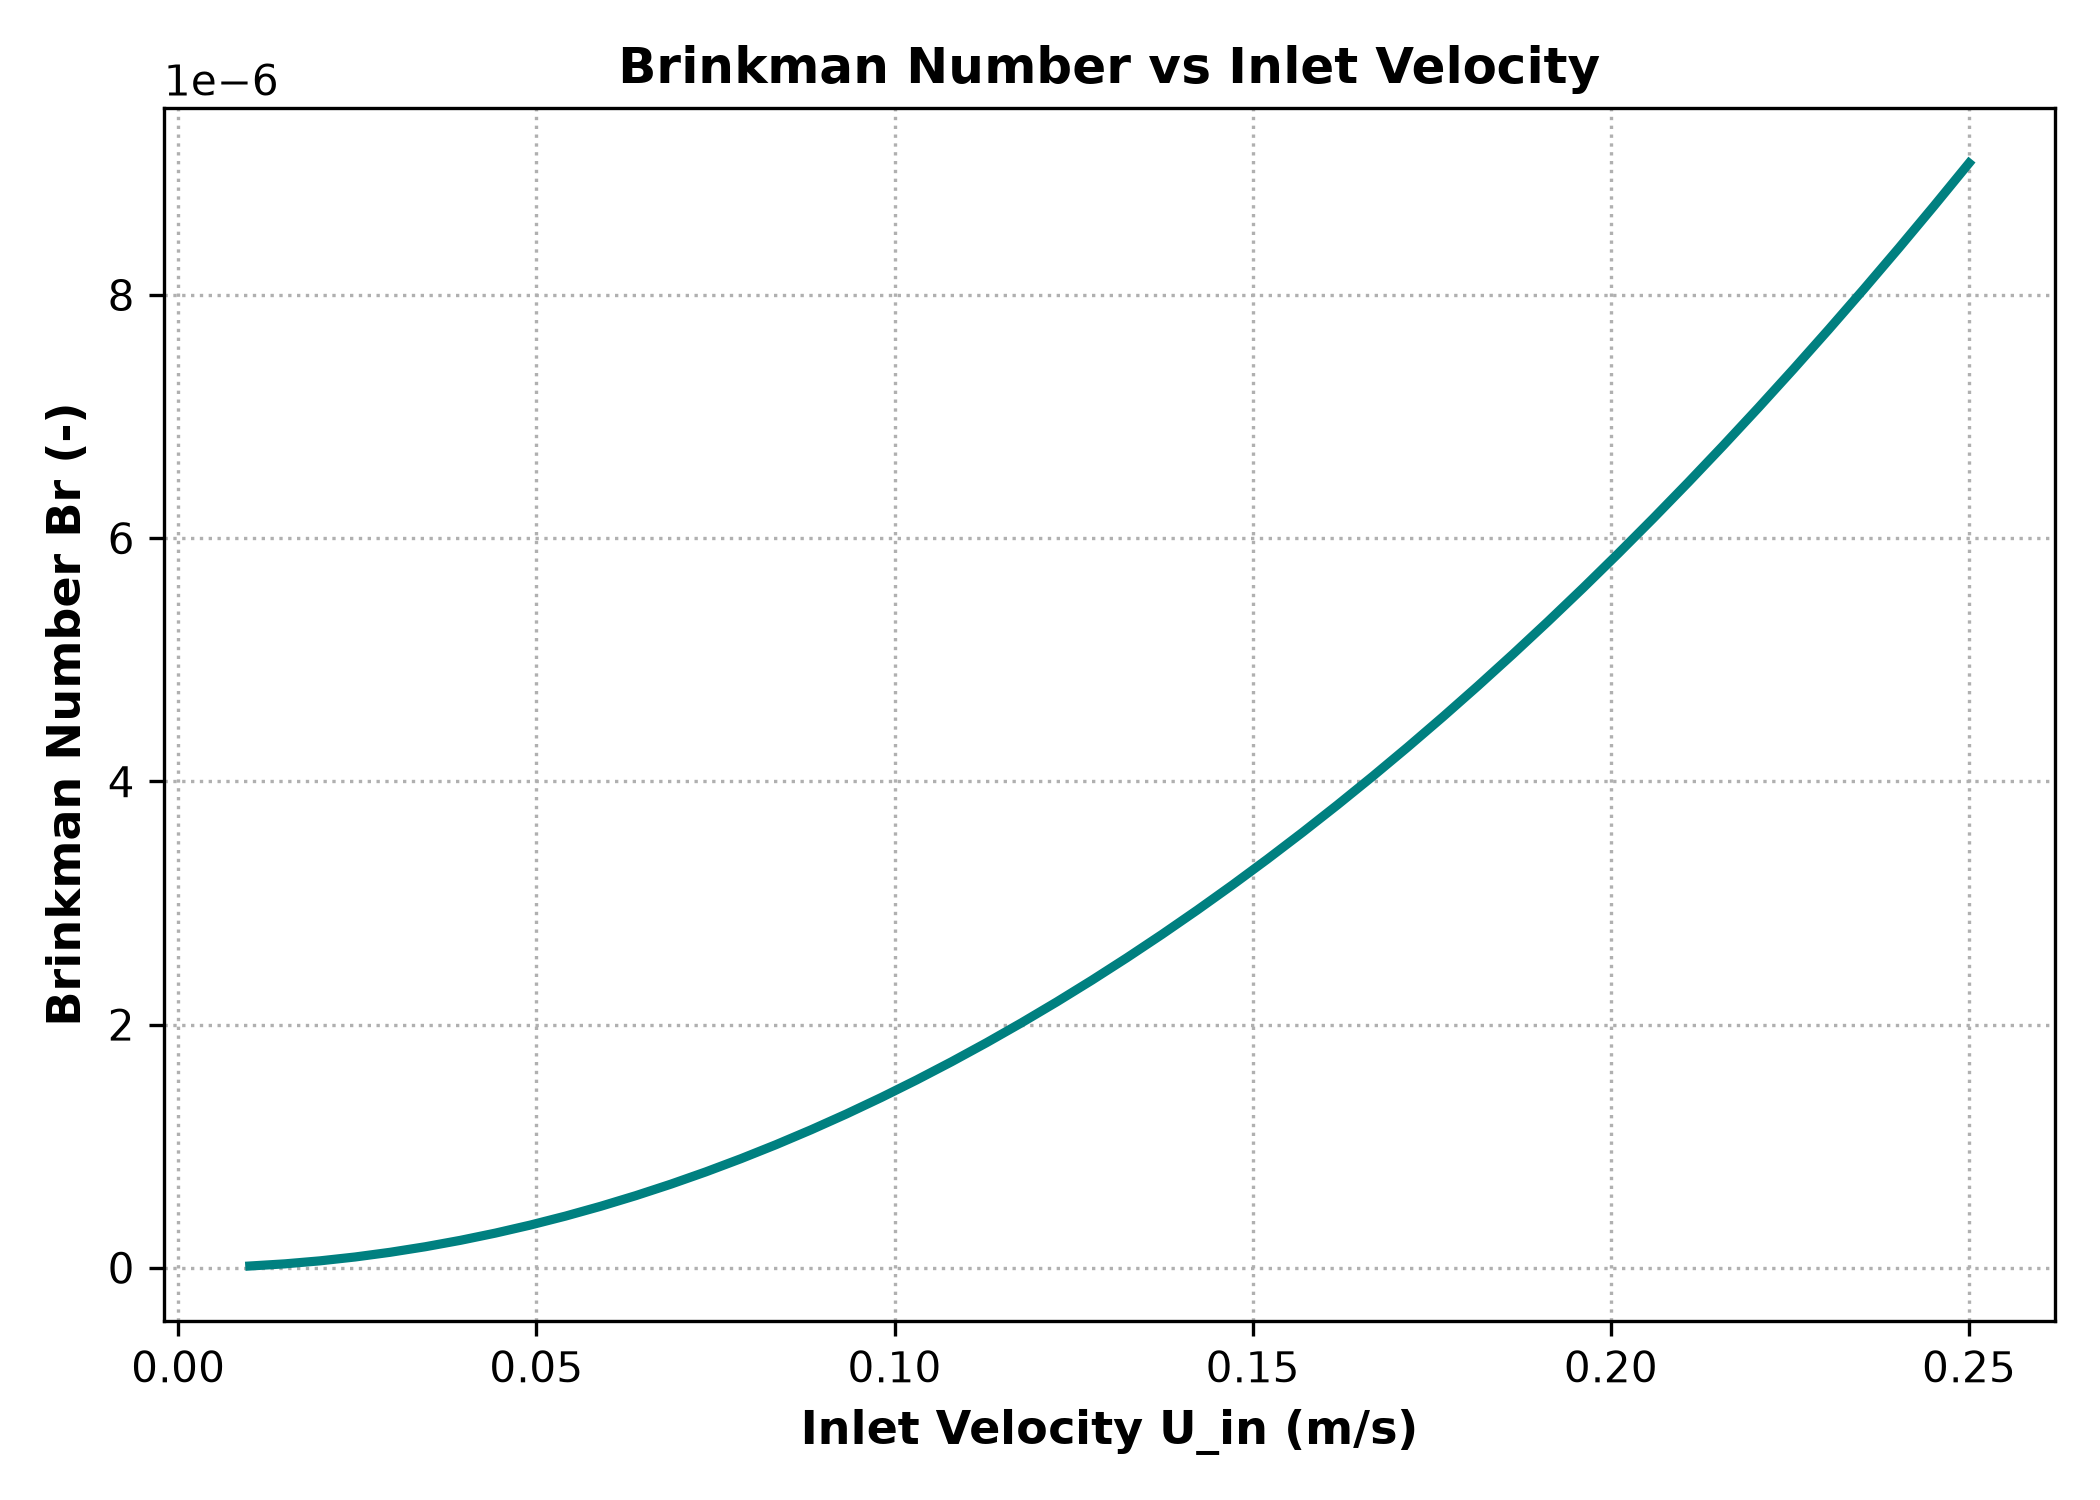 Brinkman Number vs Inlet Velocity
1e−6
Brinkman Number Br (-)
8
6
4
2
0
0.00 0.05 0.10 0.15 0.20 0.25
Inlet Velocity U_in (m/s)